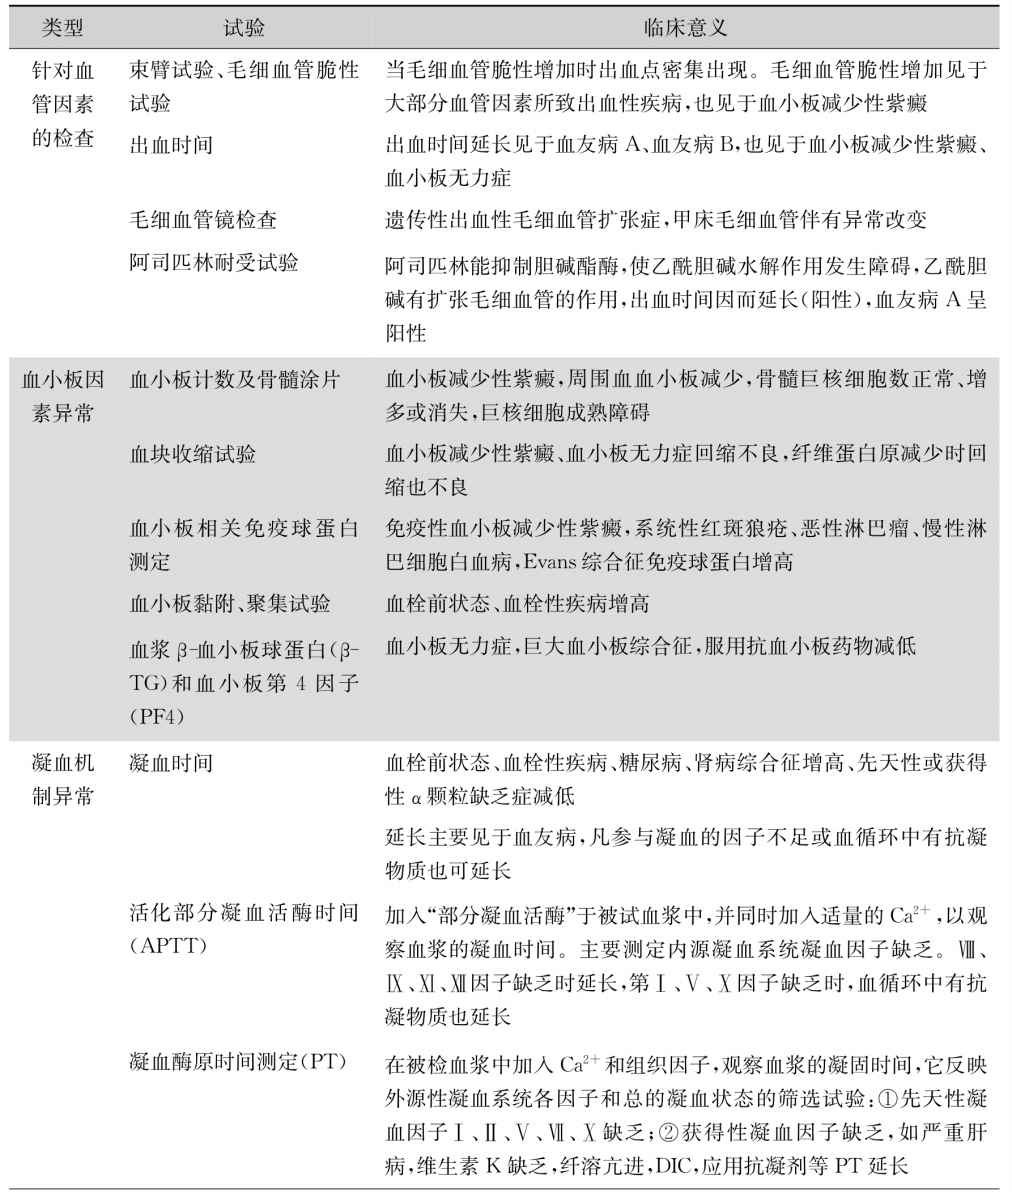 类型 试验 临床意义
针对血 束臂试验、毛细血管脆性 当毛细血管脆性增加时出血点密集出现。毛细血管脆性增加见于
管因素 试验 大部分血管因素所致出血性疾病,也见于血小板减少性紫癜
的检查 出血时间 出血时间延长见于血友病 A、血友病 B,也见于血小板减少性紫癜、
血小板无力症
毛细血管镜检查 遗传性出血性毛细血管扩张症,甲床毛细血管伴有异常改变
阿司匹林耐受试验 阿司匹林能抑制胆碱酯酶,使乙酰胆碱水解作用发生障碍,乙酰胆
碱有扩张毛细血管的作用,出血时间因而延长(阳性),血友病 A 呈
阳性
血小板因 血小板计数及骨髓涂片 血小板减少性紫癜,周围血血小板减少,骨髓巨核细胞数正常、增
素异常 多或消失,巨核细胞成熟障碍
血块收缩试验 血小板减少性紫癜、血小板无力症回缩不良,纤维蛋白原减少时回
缩也不良
血小板相关免疫球蛋白 免疫性血小板减少性紫癜,系统性红斑狼疮、恶性淋巴瘤、慢性淋
测定 巴细胞白血病,Evans 综合征免疫球蛋白增高
血小板黏附、聚集试验 血栓前状态、血栓性疾病增高
血浆 β-血小板球蛋白(β- 血小板无力症,巨大血小板综合征,服用抗血小板药物减低
TG)和血小板第 4 因子
(PF4)
凝血机 凝血时间 血栓前状态、血栓性疾病、糖尿病、肾病综合征增高、先天性或获得
制异常 性 α 颗粒缺乏症减低
延长主要见于血友病,凡参与凝血的因子不足或血循环中有抗凝
物质也可延长
活化部分凝血活酶时间 加入“部分凝血活酶”于被试血浆中,并同时加入适量的 Ca²⁺,以观
(APTT) 察血浆的凝血时间。主要测定内源凝血系统凝血因子缺乏。Ⅷ、
Ⅸ、Ⅺ、Ⅻ因子缺乏时延长,第Ⅰ、Ⅴ、Ⅹ因子缺乏时,血循环中有抗
凝物质也延长
凝血酶原时间测定(PT) 在被检血浆中加入 Ca²⁺ 和组织因子,观察血浆的凝固时间,它反映
外源性凝血系统各因子和总的凝血状态的筛选试验:①先天性凝
血因子Ⅰ、Ⅱ、Ⅴ、Ⅶ、Ⅹ缺乏;②获得性凝血因子缺乏,如严重肝
病,维生素 K 缺乏,纤溶亢进,DIC,应用抗凝剂等 PT 延长